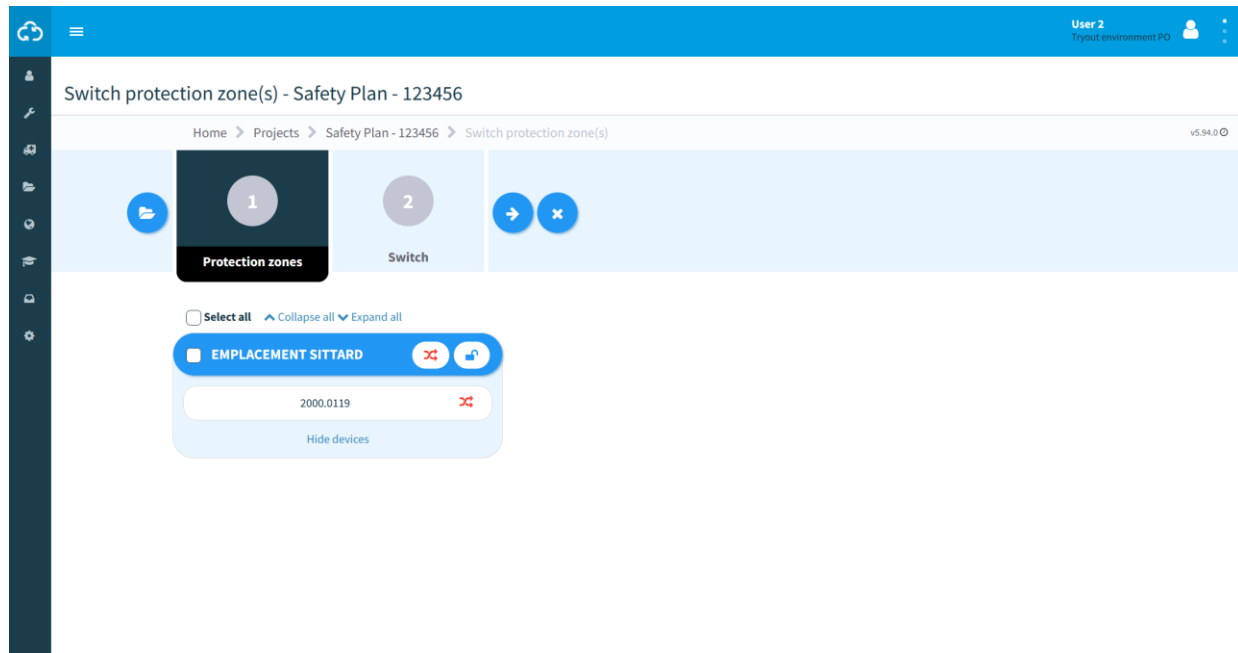 User 2
Tryout environment PO
Switch protection zone(s) - Safety Plan - 123456
Home Projects Safety Plan - 123456 Switch protection zone(s)
v5.94.0
1
2
Protection zones
Switch
Select all Collapse all Expand all
EMPLACEMENT SITTARD
2000.0119
Hide devices